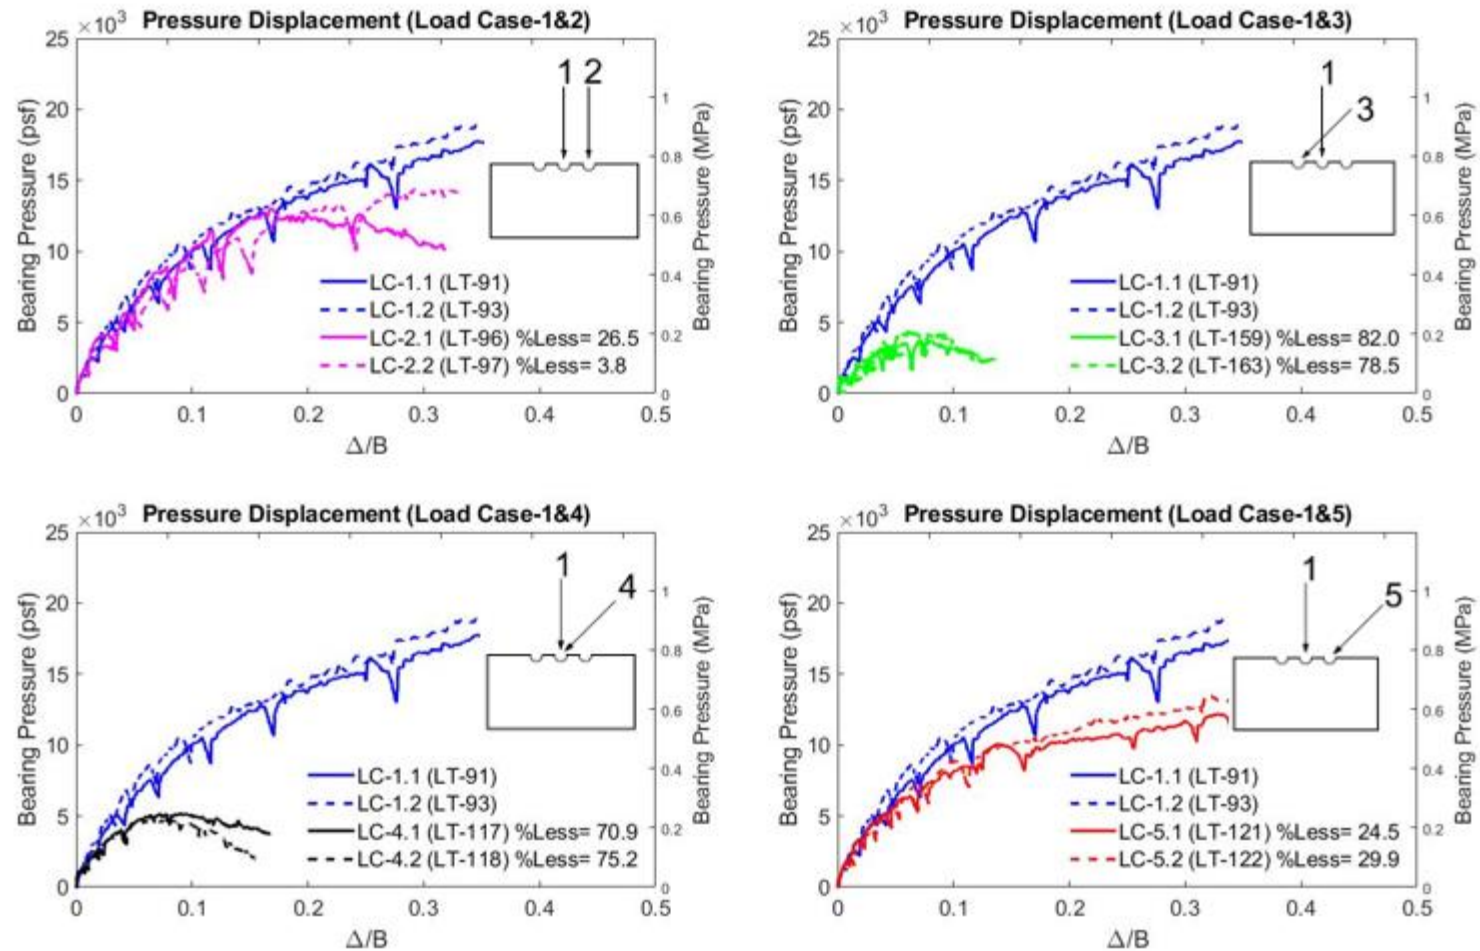 ×10³ Pressure Displacement (Load Case-1&2)
25
20
15
10
5
0
Bearing Pressure (psf)
1 2
LC-1.1 (LT-91)
LC-1.2 (LT-93)
LC-2.1 (LT-96) %Less= 26.5
LC-2.2 (LT-97) %Less= 3.8
1
0.8
0.6
0.4
0.2
0
Bearing Pressure (MPa)
0 0.1 0.2 0.3 0.4 0.5
Δ/B
×10³ Pressure Displacement (Load Case-1&3)
25
20
15
10
5
0
Bearing Pressure (psf)
1
3
LC-1.1 (LT-91)
LC-1.2 (LT-93)
LC-3.1 (LT-159) %Less= 82.0
LC-3.2 (LT-163) %Less= 78.5
1
0.8
0.6
0.4
0.2
0
Bearing Pressure (MPa)
0 0.1 0.2 0.3 0.4 0.5
Δ/B
×10³ Pressure Displacement (Load Case-1&4)
25
20
15
10
5
0
Bearing Pressure (psf)
1
4
LC-1.1 (LT-91)
LC-1.2 (LT-93)
LC-4.1 (LT-117) %Less= 70.9
LC-4.2 (LT-118) %Less= 75.2
1
0.8
0.6
0.4
0.2
0
Bearing Pressure (MPa)
0 0.1 0.2 0.3 0.4 0.5
Δ/B
×10³ Pressure Displacement (Load Case-1&5)
25
20
15
10
5
0
Bearing Pressure (psf)
1
5
LC-1.1 (LT-91)
LC-1.2 (LT-93)
LC-5.1 (LT-121) %Less= 24.5
LC-5.2 (LT-122) %Less= 29.9
1
0.8
0.6
0.4
0.2
0
Bearing Pressure (MPa)
0 0.1 0.2 0.3 0.4 0.5
Δ/B